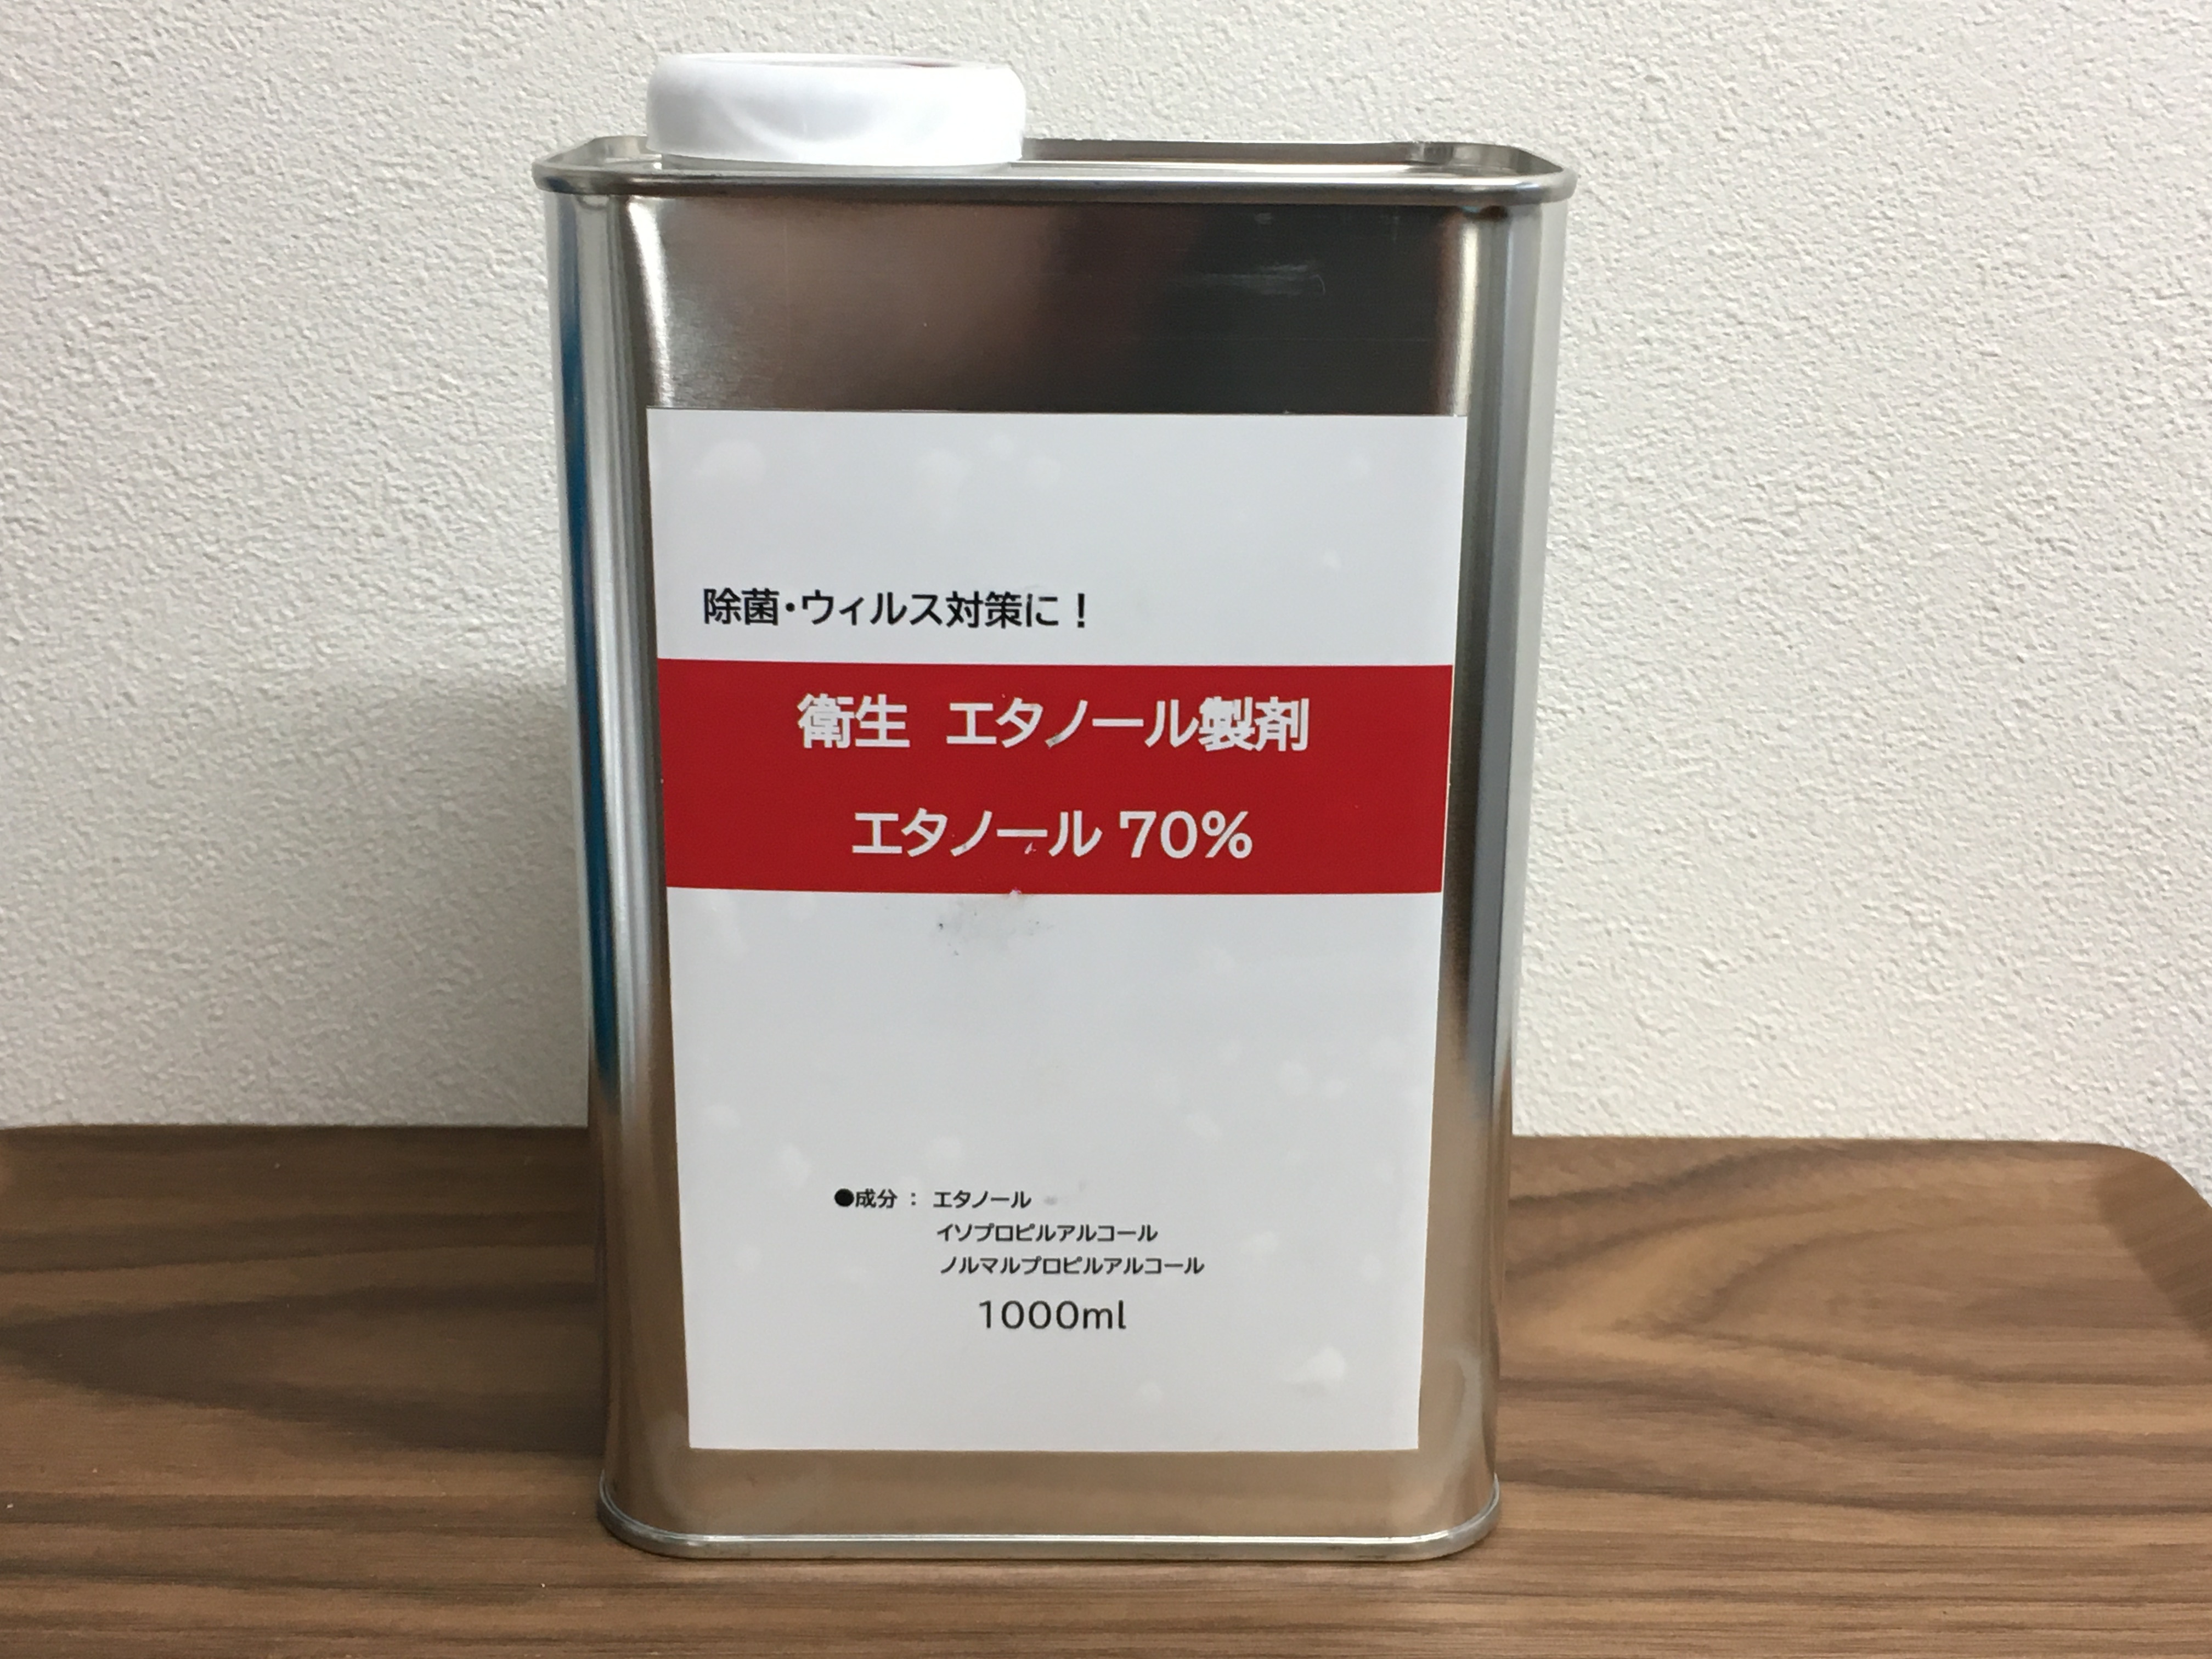 除菌・ウィルス対策に！
衛生 エタノール製剤
エタノール 70%
●成分 ： エタノール
イソプロピルアルコール
ノルマルプロピルアルコール
1000ml